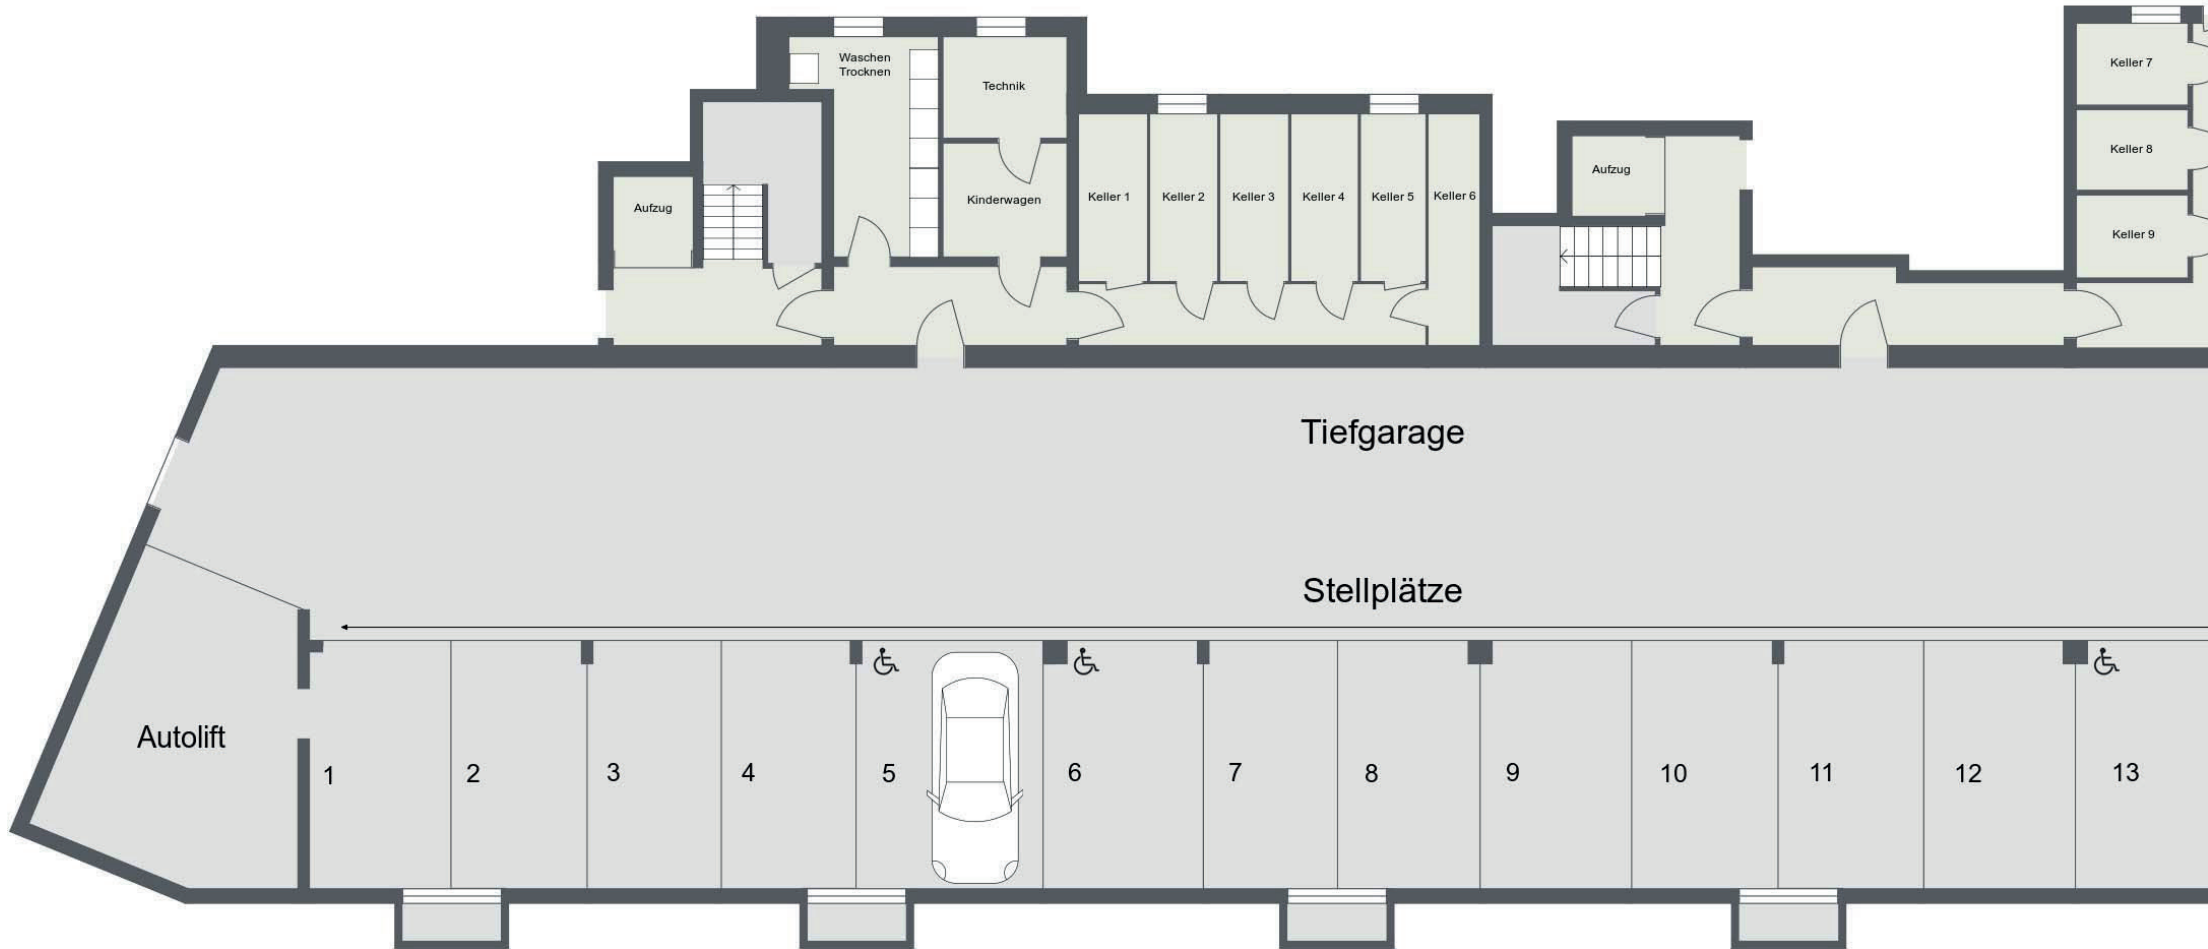 Waschen
Trocknen
Technik
Keller 7
Keller 8
Aufzug
Keller 1
Keller 2
Keller 3
Keller 4
Keller 5
Keller 6
Kinderwagen
Aufzug
Keller 9
Tiefgarage
Stellplätze
Autolift
1
2
3
4
5
6
7
8
9
10
11
12
13